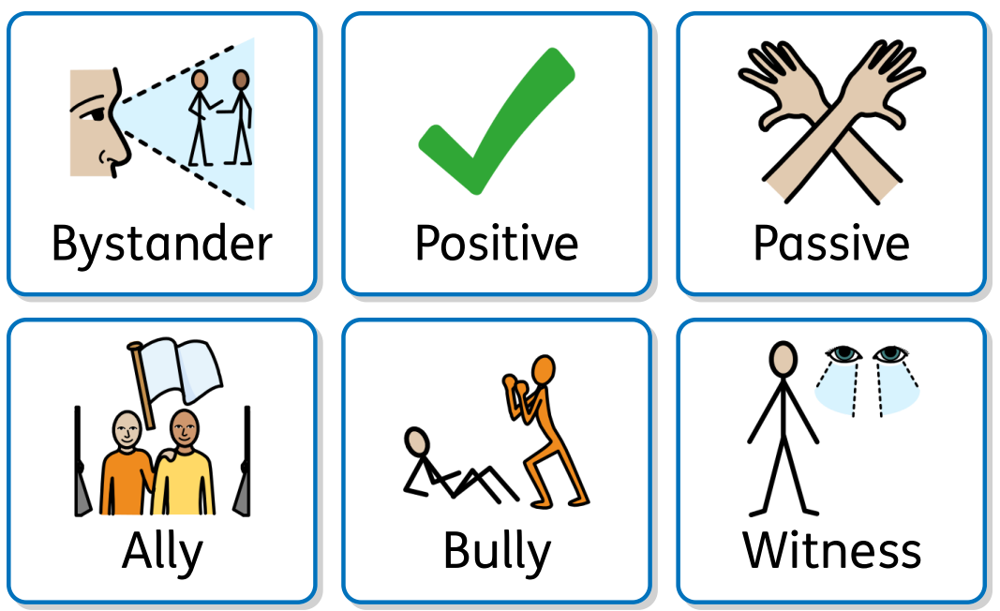 Bystander
Positive
Passive
Ally
Bully
Witness